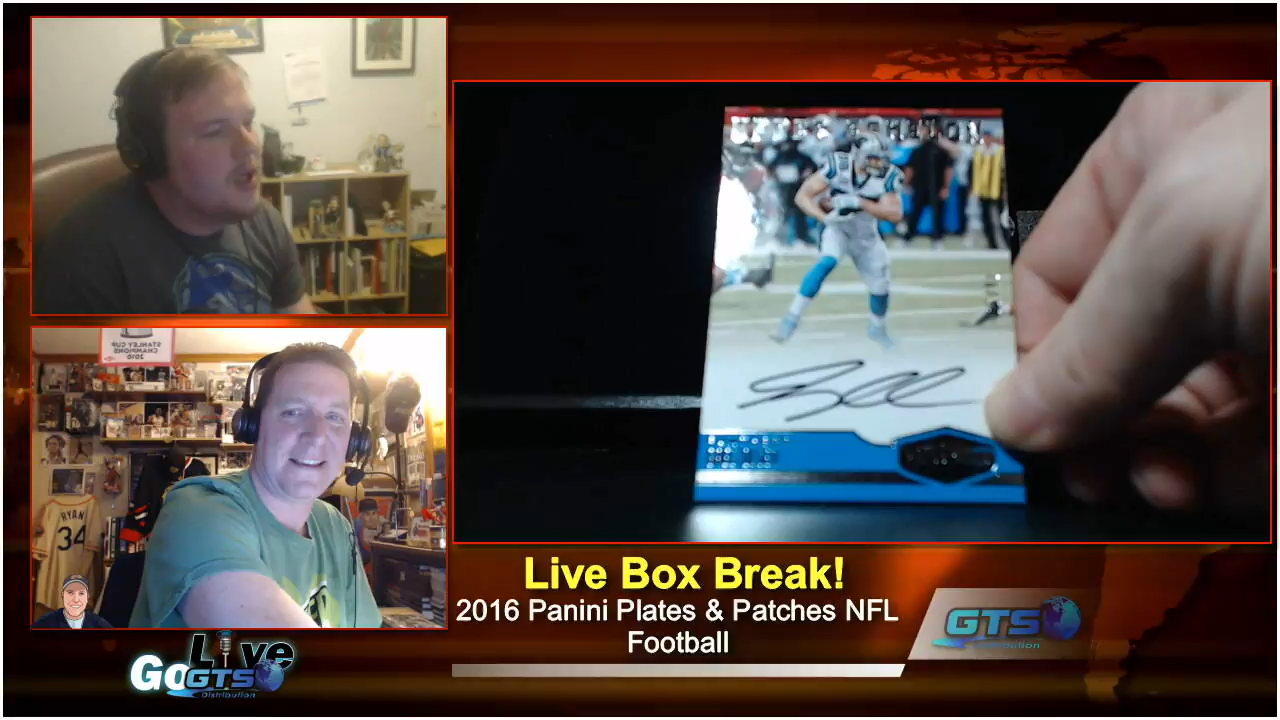 STANLEY CUP
CHAMPIONS
2010
RYAN
34
Live Box Break!
2016 Panini Plates & Patches NFL
Football
GTS
Distribution
Live
GoGTS
Distribution